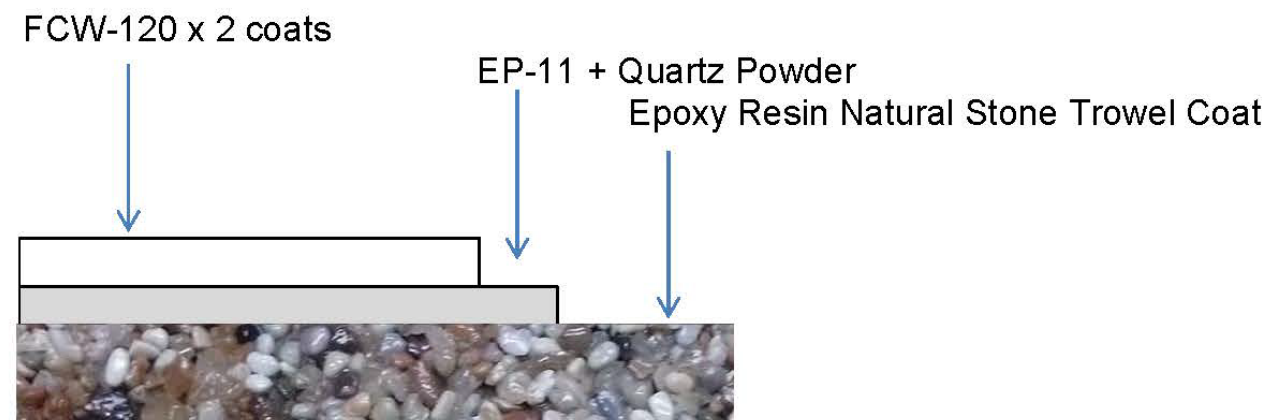 FCW-120 x 2 coats
EP-11 + Quartz Powder
Epoxy Resin Natural Stone Trowel Coat